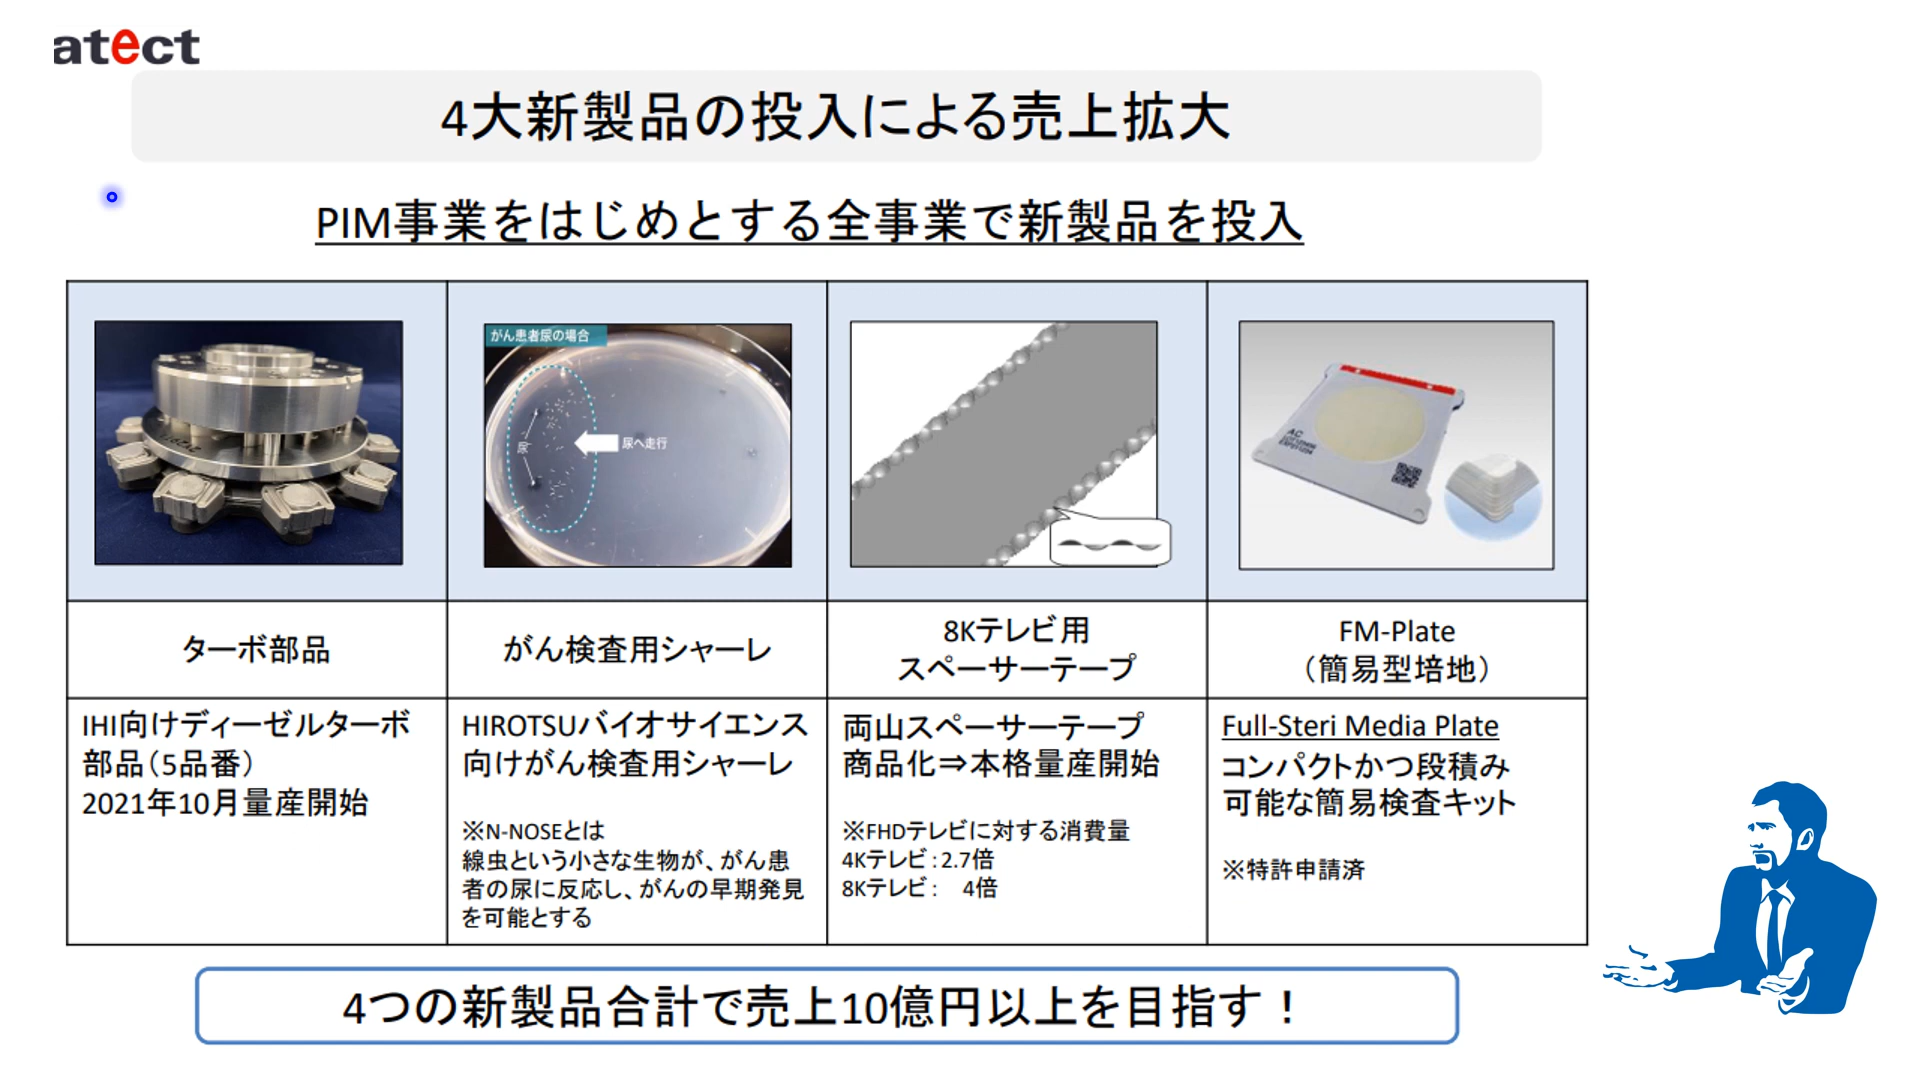 atect
4大新製品の投入による売上拡大
PIM事業をはじめとする全事業で新製品を投入
がん患者尿の場合
尿
尿へ走行
AC
ターボ部品
がん検査用シャーレ
8Kテレビ用
スペーサーテープ
FM-Plate
（簡易型培地）
IHI向けディーゼルターボ
部品（5品番）
2021年10月量産開始
HIROTSUバイオサイエンス
向けがん検査用シャーレ
※N-NOSEとは
線虫という小さな生物が、がん患
者の尿に反応し、がんの早期発見
を可能とする
両山スペーサーテープ
商品化⇒本格量産開始
※FHDテレビに対する消費量
4Kテレビ：2.7倍
8Kテレビ：　4倍
Full-Steri Media Plate
コンパクトかつ段積み
可能な簡易検査キット
※特許申請済
4つの新製品合計で売上10億円以上を目指す！